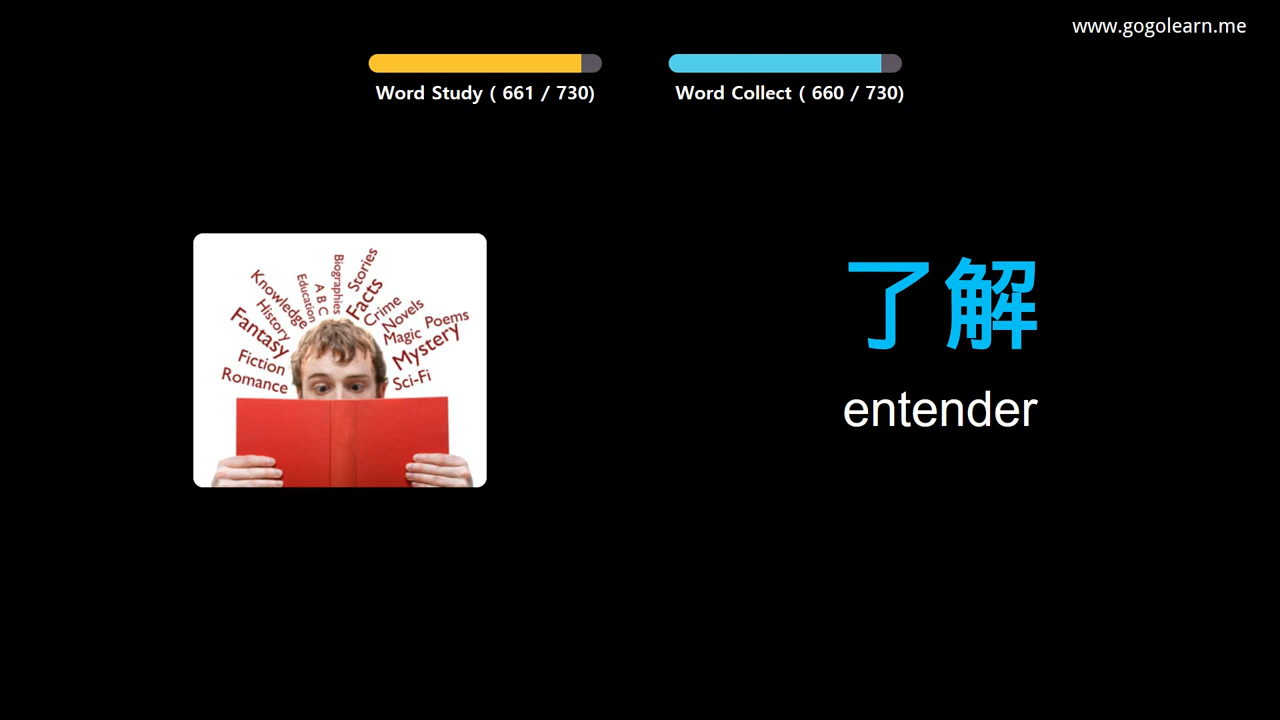 www.gogolearn.me
Word Study ( 661 / 730)
Word Collect ( 660 / 730)
Knowledge
History
Fantasy
Fiction
Romance
Education
A B C
Biographies
Stories
Facts
Crime
Novels
Magic
Poems
Mystery
Sci-Fi
了解
entender